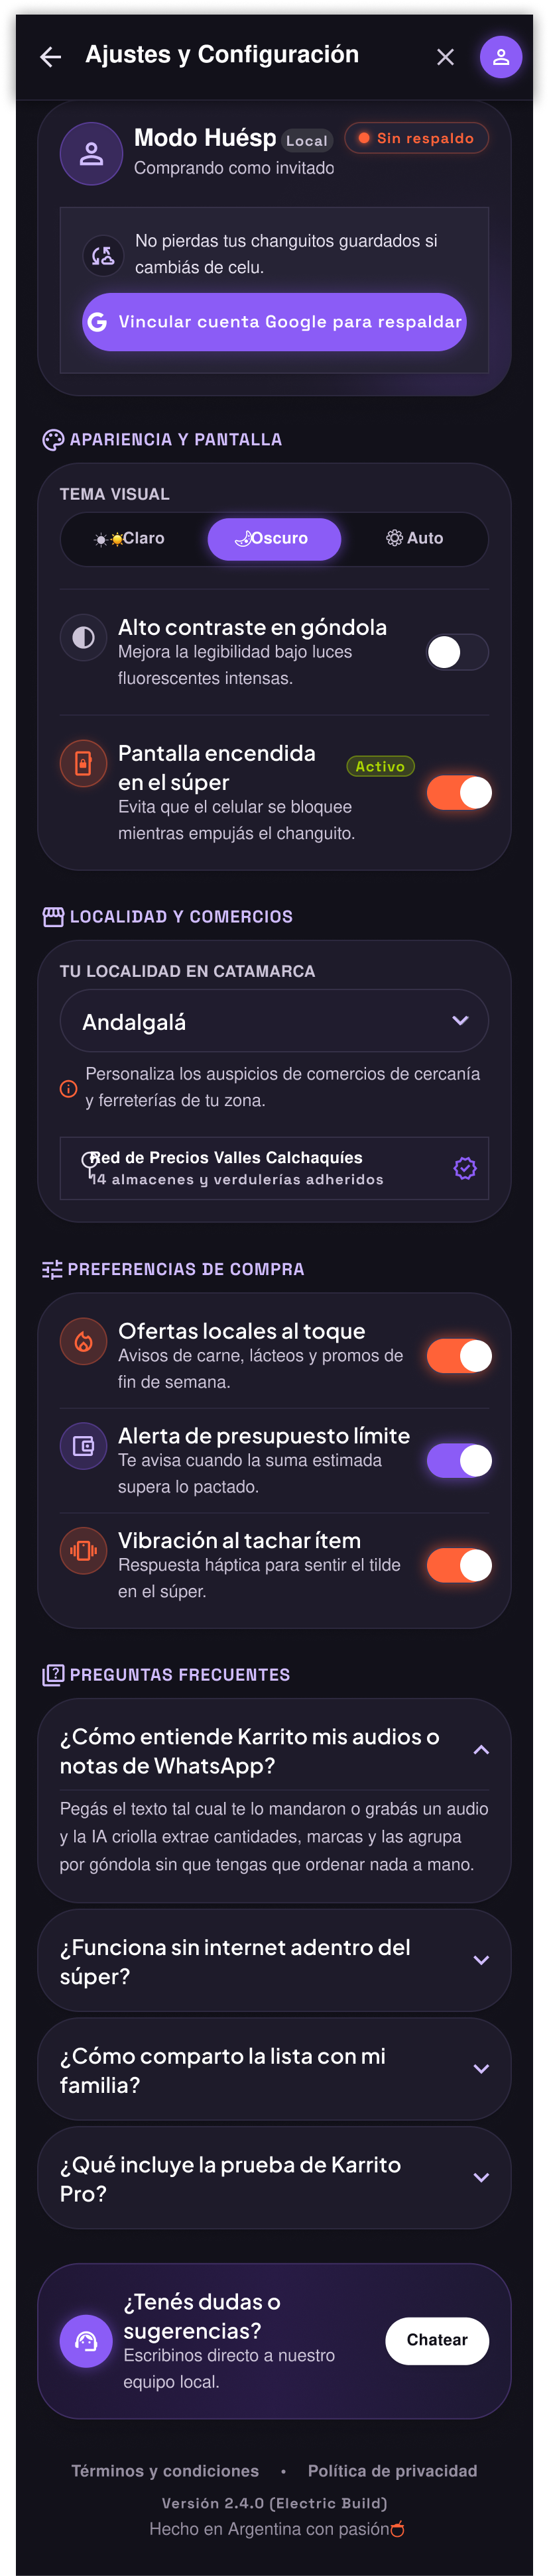 Ajustes y Configuración
Modo Huésp Local Sin respaldo
Comprando como invitado
No pierdas tus changuitos guardados si
cambiás de celu.
G Vincular cuenta Google para respaldar
APARIENCIA Y PANTALLA
TEMA VISUAL
Claro Oscuro Auto
Alto contraste en góndola
Mejora la legibilidad bajo luces
fluorescentes intensas.
Pantalla encendida
en el súper
Activo
Evita que el celular se bloquee
mientras empujás el changuito.
LOCALIDAD Y COMERCIOS
TU LOCALIDAD EN CATAMARCA
Andalgalá
Personaliza los auspicios de comercios de cercanía
y ferreterías de tu zona.
Red de Precios Valles Calchaquíes
14 almacenes y verdulerías adheridos
PREFERENCIAS DE COMPRA
Ofertas locales al toque
Avisos de carne, lácteos y promos de
fin de semana.
Alerta de presupuesto límite
Te avisa cuando la suma estimada
supera lo pactado.
Vibración al tachar ítem
Respuesta háptica para sentir el tilde
en el súper.
PREGUNTAS FRECUENTES
¿Cómo entiende Karrito mis audios o
notas de WhatsApp?
Pegás el texto tal cual te lo mandaron o grabás un audio
y la IA criolla extrae cantidades, marcas y las agrupa
por góndola sin que tengas que ordenar nada a mano.
¿Funciona sin internet adentro del
súper?
¿Cómo comparto la lista con mi
familia?
¿Qué incluye la prueba de Karrito
Pro?
¿Tenés dudas o
sugerencias?
Escribinos directo a nuestro
equipo local.
Chatear
Términos y condiciones • Política de privacidad
Versión 2.4.0 (Electric Build)
Hecho en Argentina con pasión